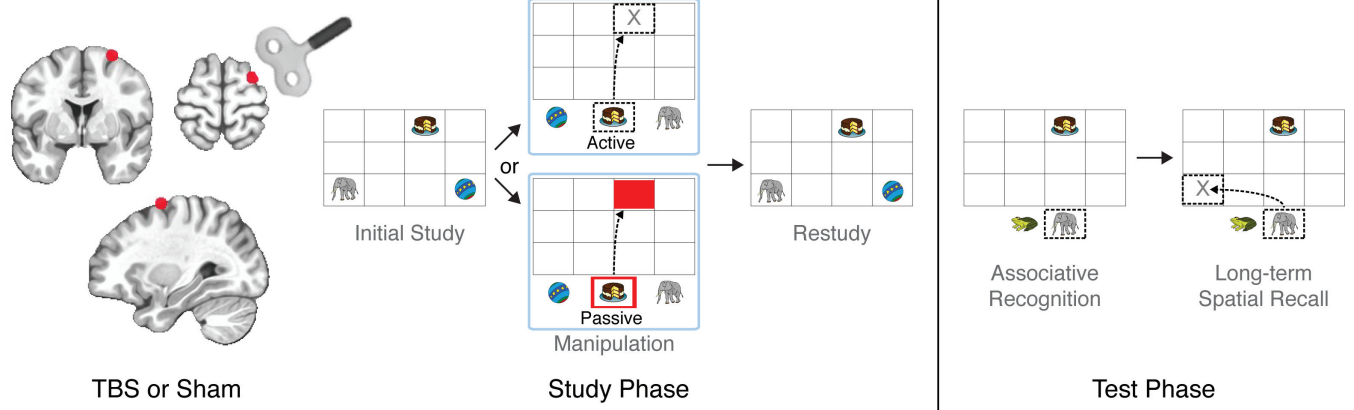 X
Active
or
Initial Study
Passive
Manipulation
Restudy
X
Associative
Recognition
Long-term
Spatial Recall
TBS or Sham
Study Phase
Test Phase